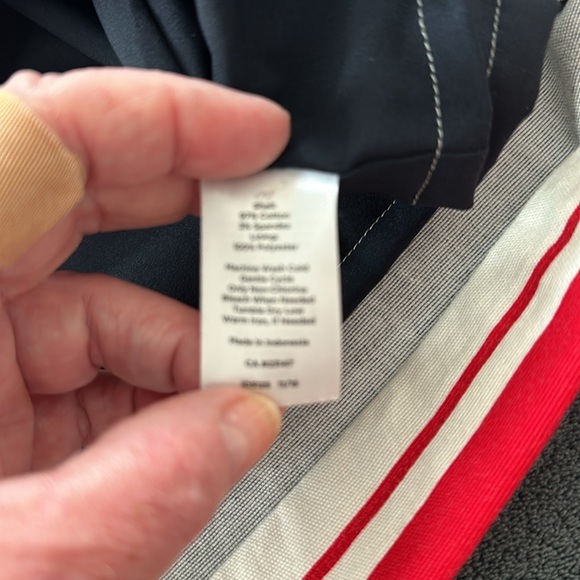 Shell
97% Cotton
3% Spandex
Lining
100% Polyester
Machine Wash Cold
Gentle Cycle
Only Non-Chlorine
Bleach When Needed
Tumble Dry Low
Warm Iron, If Needed
Made in Indonesia
CA